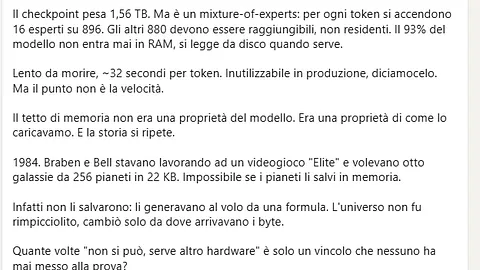 Il checkpoint pesa 1,56 TB. Ma è un mixture-of-experts: per ogni token si accendono
16 esperti su 896. Gli altri 880 devono essere raggiungibili, non residenti. Il 93% del
modello non entra mai in RAM, si legge da disco quando serve.
Lento da morire, ~32 secondi per token. Inutilizzabile in produzione, diciamocelo.
Ma il punto non è la velocità.
Il tetto di memoria non era una proprietà del modello. Era una proprietà di come lo
caricavamo. E la storia si ripete.
1984. Braben e Bell stavano lavorando ad un videogioco "Elite" e volevano otto
galassie da 256 pianeti in 22 KB. Impossibile se i pianeti li salvi in memoria.
Infatti non li salvarono: li generavano al volo da una formula. L'universo non fu
rimpicciolito, cambiò solo da dove arrivavano i byte.
Quante volte "non si può, serve altro hardware" è solo un vincolo che nessuno ha
mai messo alla prova?